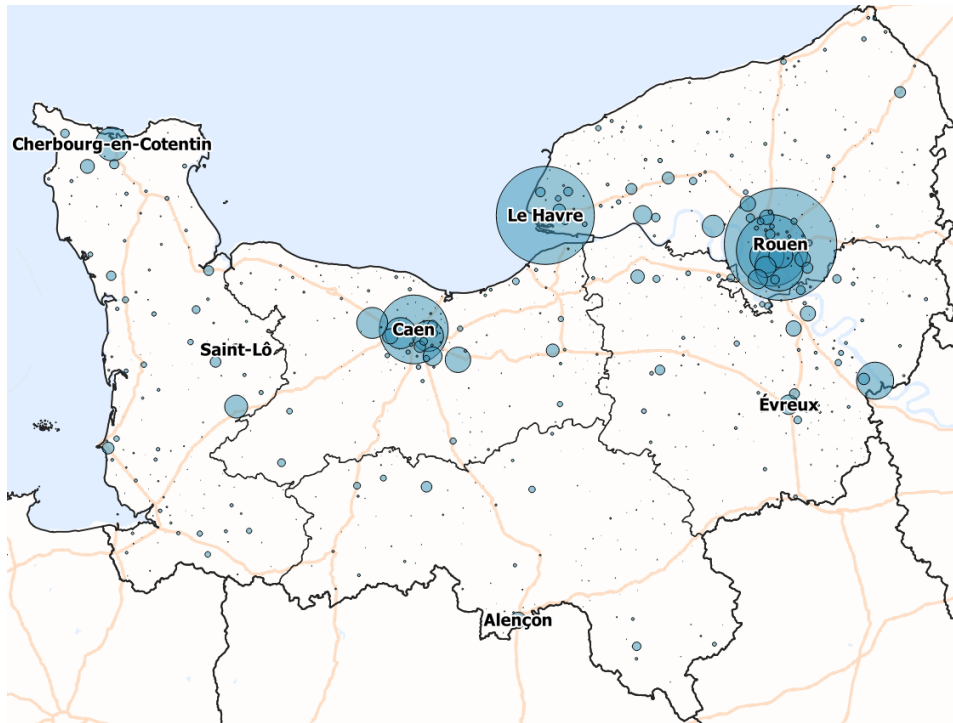 Cherbourg-en-Cotentin
Le Havre
Rouen
Caen
Saint-Lô
Évreux
Alençon